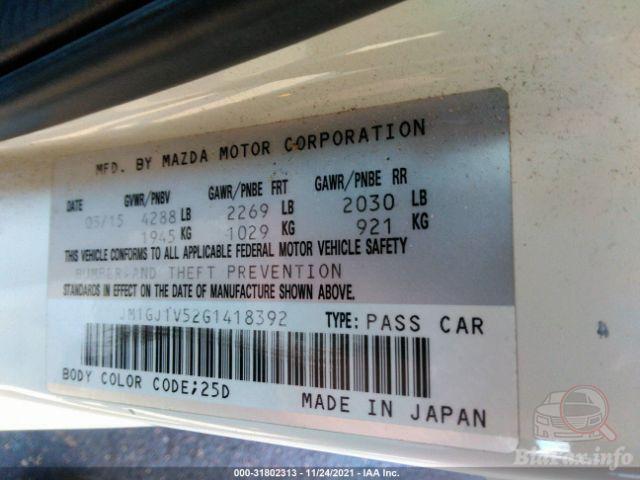 MFD. BY MAZDA MOTOR CORPORATION
DATE GVWR/PNBV GAWR/PNBE FRT GAWR/PNBE RR
03/15 4288 LB 2269 LB 2030 LB
1945 KG 1029 KG 921 KG
THIS VEHICLE CONFORMS TO ALL APPLICABLE FEDERAL MOTOR VEHICLE SAFETY
BUMPER AND THEFT PREVENTION
STANDARDS IN EFFECT ON THE DATE OF MANUFACTURE SHOWN ABOVE.
JM1GJ1V52G1418392 TYPE: PASS CAR
BODY COLOR CODE;25D
MADE IN JAPAN
BidFax.info
000-31802313 - 11/24/2021 - IAA Inc.